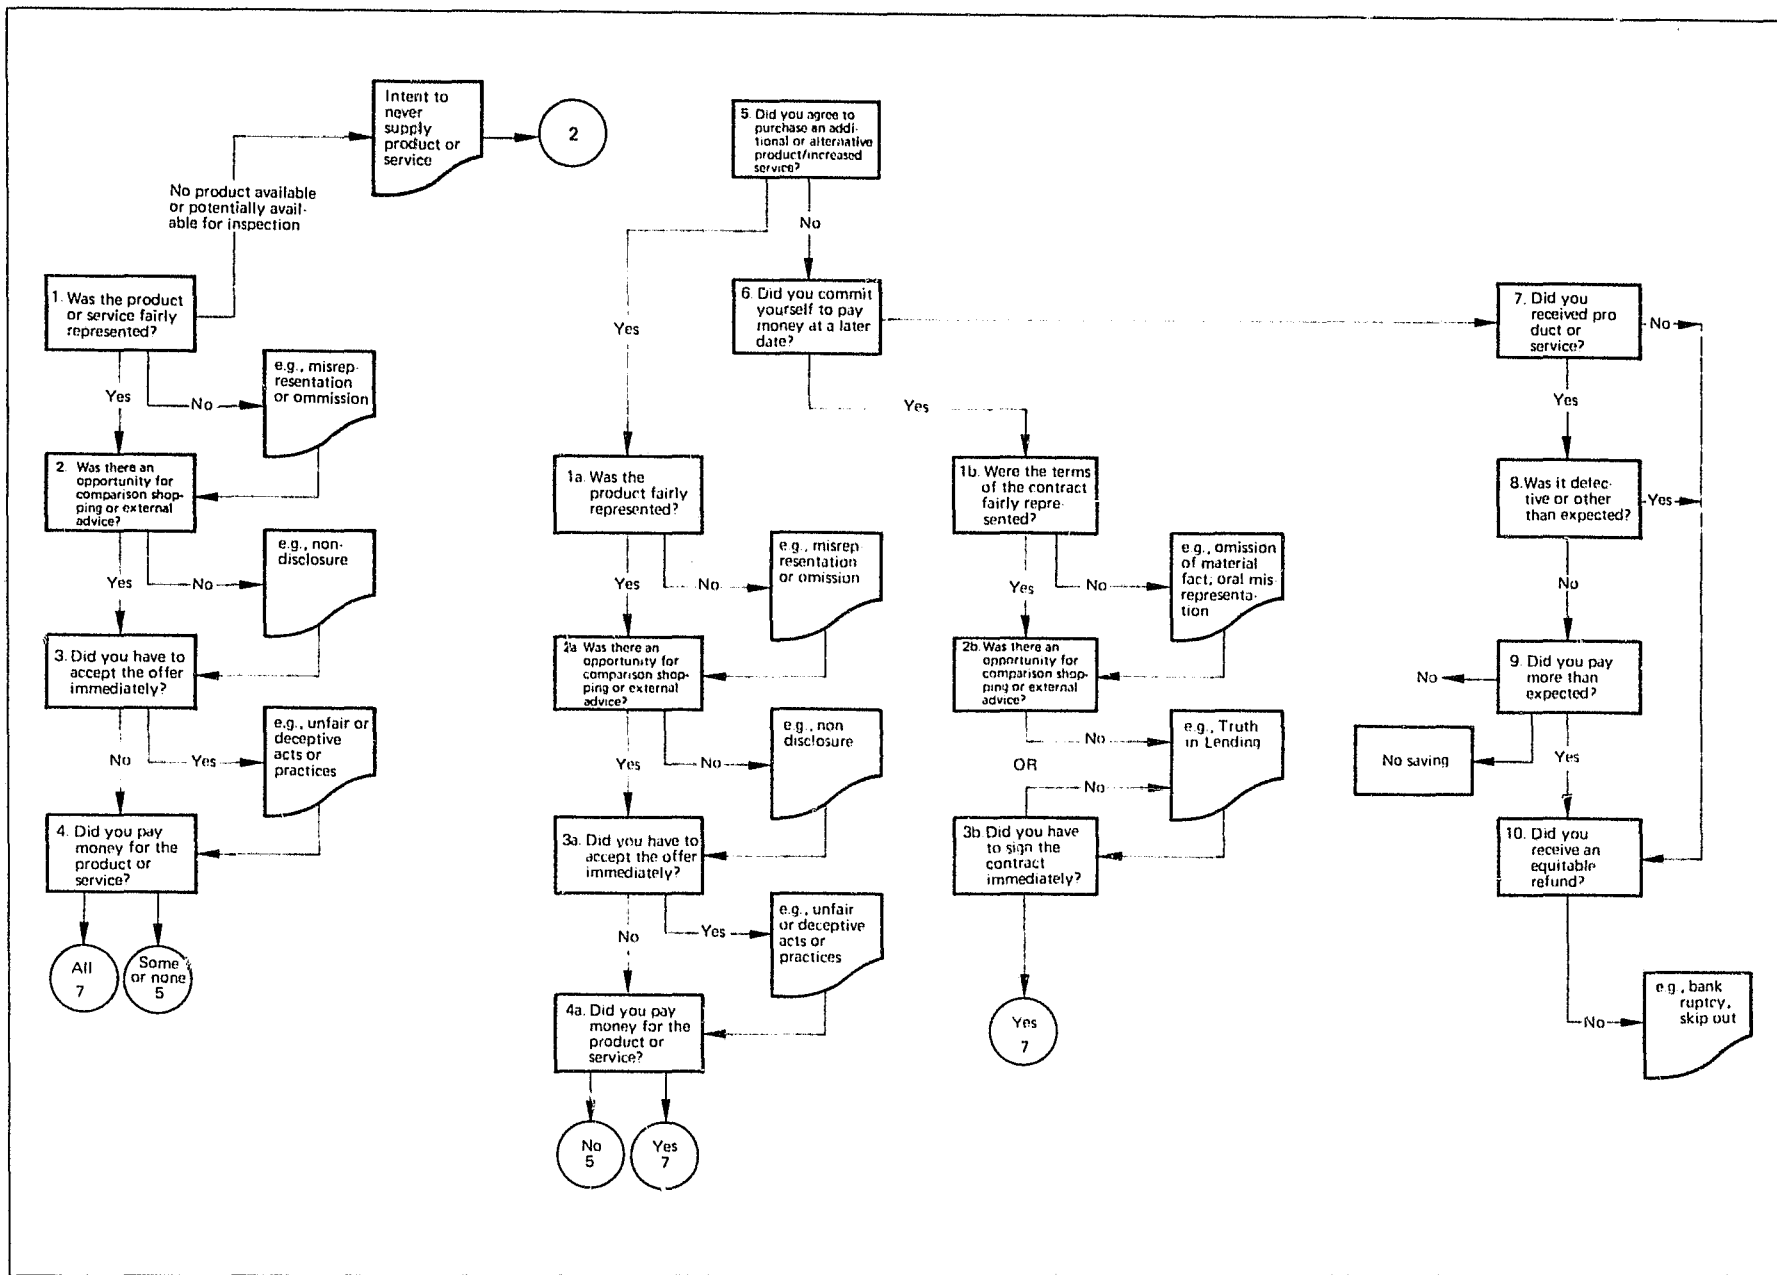 Intent to
never
supply
product or
service
2
No product available
or potentially avail-
able for inspection
1. Was the product
or service fairly
represented?
Yes
No
e.g., misrep-
resentation
or ommission
2. Was there an
opportunity for
comparison shop-
ping or external
advice?
Yes
No
e.g., non-
disclosure
3. Did you have to
accept the offer
immediately?
No
Yes
e.g., unfair or
deceptive
acts or
practices
4. Did you pay
money for the
product or
service?
All
7
Some
or none
5
5. Did you agree to
purchase an addi-
tional or alternative
product/increased
service?
No
Yes
6. Did you commit
yourself to pay
money at a later
date?
Yes
1a. Was the
product fairly
represented?
Yes
No
e.g., misrep
resentation
or omission
2a Was there an
opportunity for
comparison shop-
ping or external
advice?
Yes
No
e.g., non
disclosure
3a. Did you have to
accept the offer
immediately?
No
Yes
e.g., unfair
or deceptive
acts or
practices
4a. Did you pay
money for the
product or
service?
No
5
Yes
7
1b. Were the terms
of the contract
fairly repre-
sented?
Yes
No
e.g., omission
of material
fact; oral mis-
representa-
tion
2b. Was there an
opportunity for
comparison shop-
ping or external
advice?
No
OR
No
e.g., Truth
in Lending
3b Did you have
to sign the
contract
immediately?
Yes
7
7. Did you
received pro
duct or
service?
No
Yes
8. Was it defec-
tive or other
than expected?
Yes
No
9. Did you pay
more than
expected?
No
No saving
Yes
10. Did you
receive an
equitable
refund?
No
e.g., bank
ruptcy,
skip out